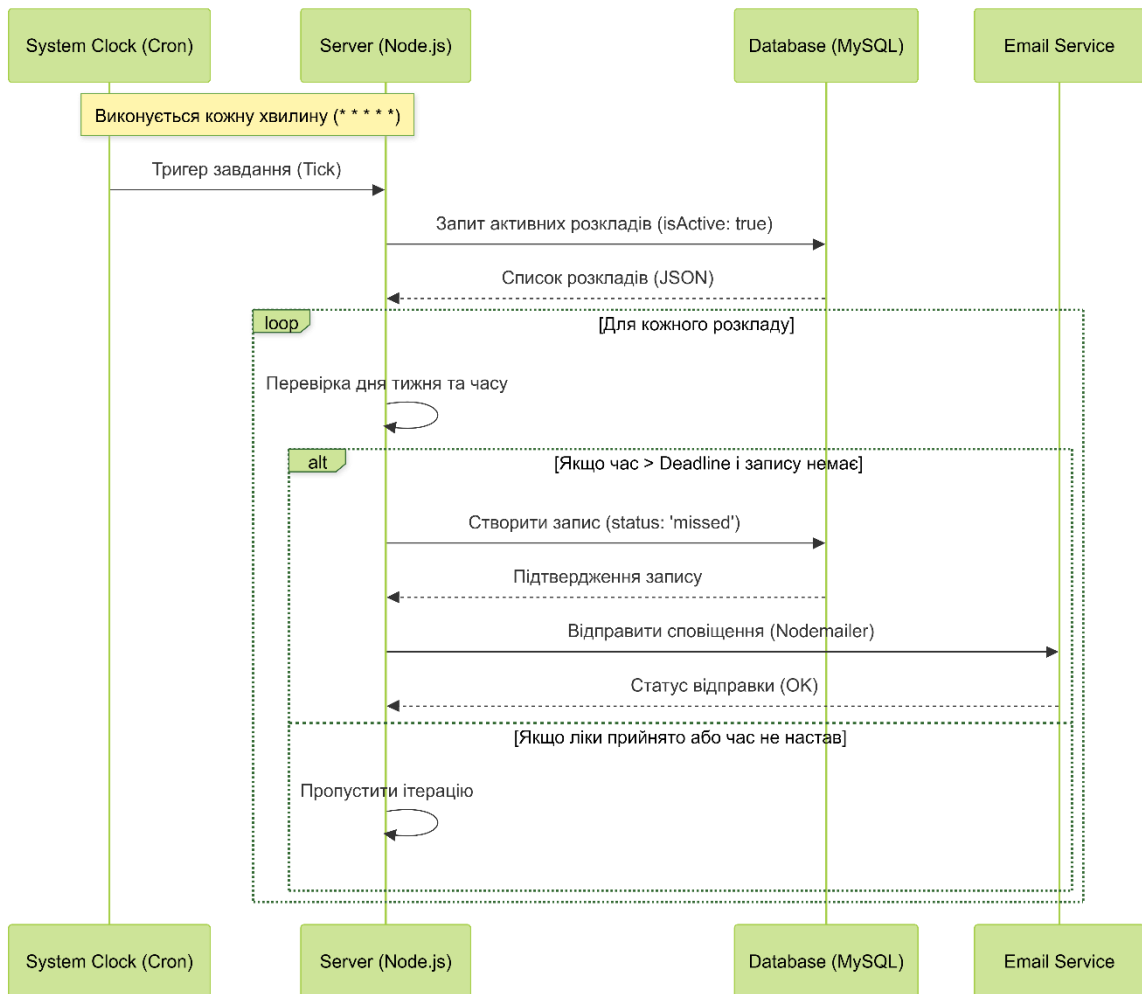 System Clock (Cron)
Server (Node.js)
Database (MySQL)
Email Service
Виконується кожну хвилину (* * * * *)
Тригер завдання (Tick)
Запит активних розкладів (isActive: true)
Список розкладів (JSON)
loop
[Для кожного розкладу]
Перевірка дня тижня та часу
alt
[Якщо час > Deadline і запису немає]
Створити запис (status: 'missed')
Підтвердження запису
Відправити сповіщення (Nodemailer)
Статус відправки (OK)
[Якщо ліки прийнято або час не настав]
Пропустити ітерацію
System Clock (Cron)
Server (Node.js)
Database (MySQL)
Email Service